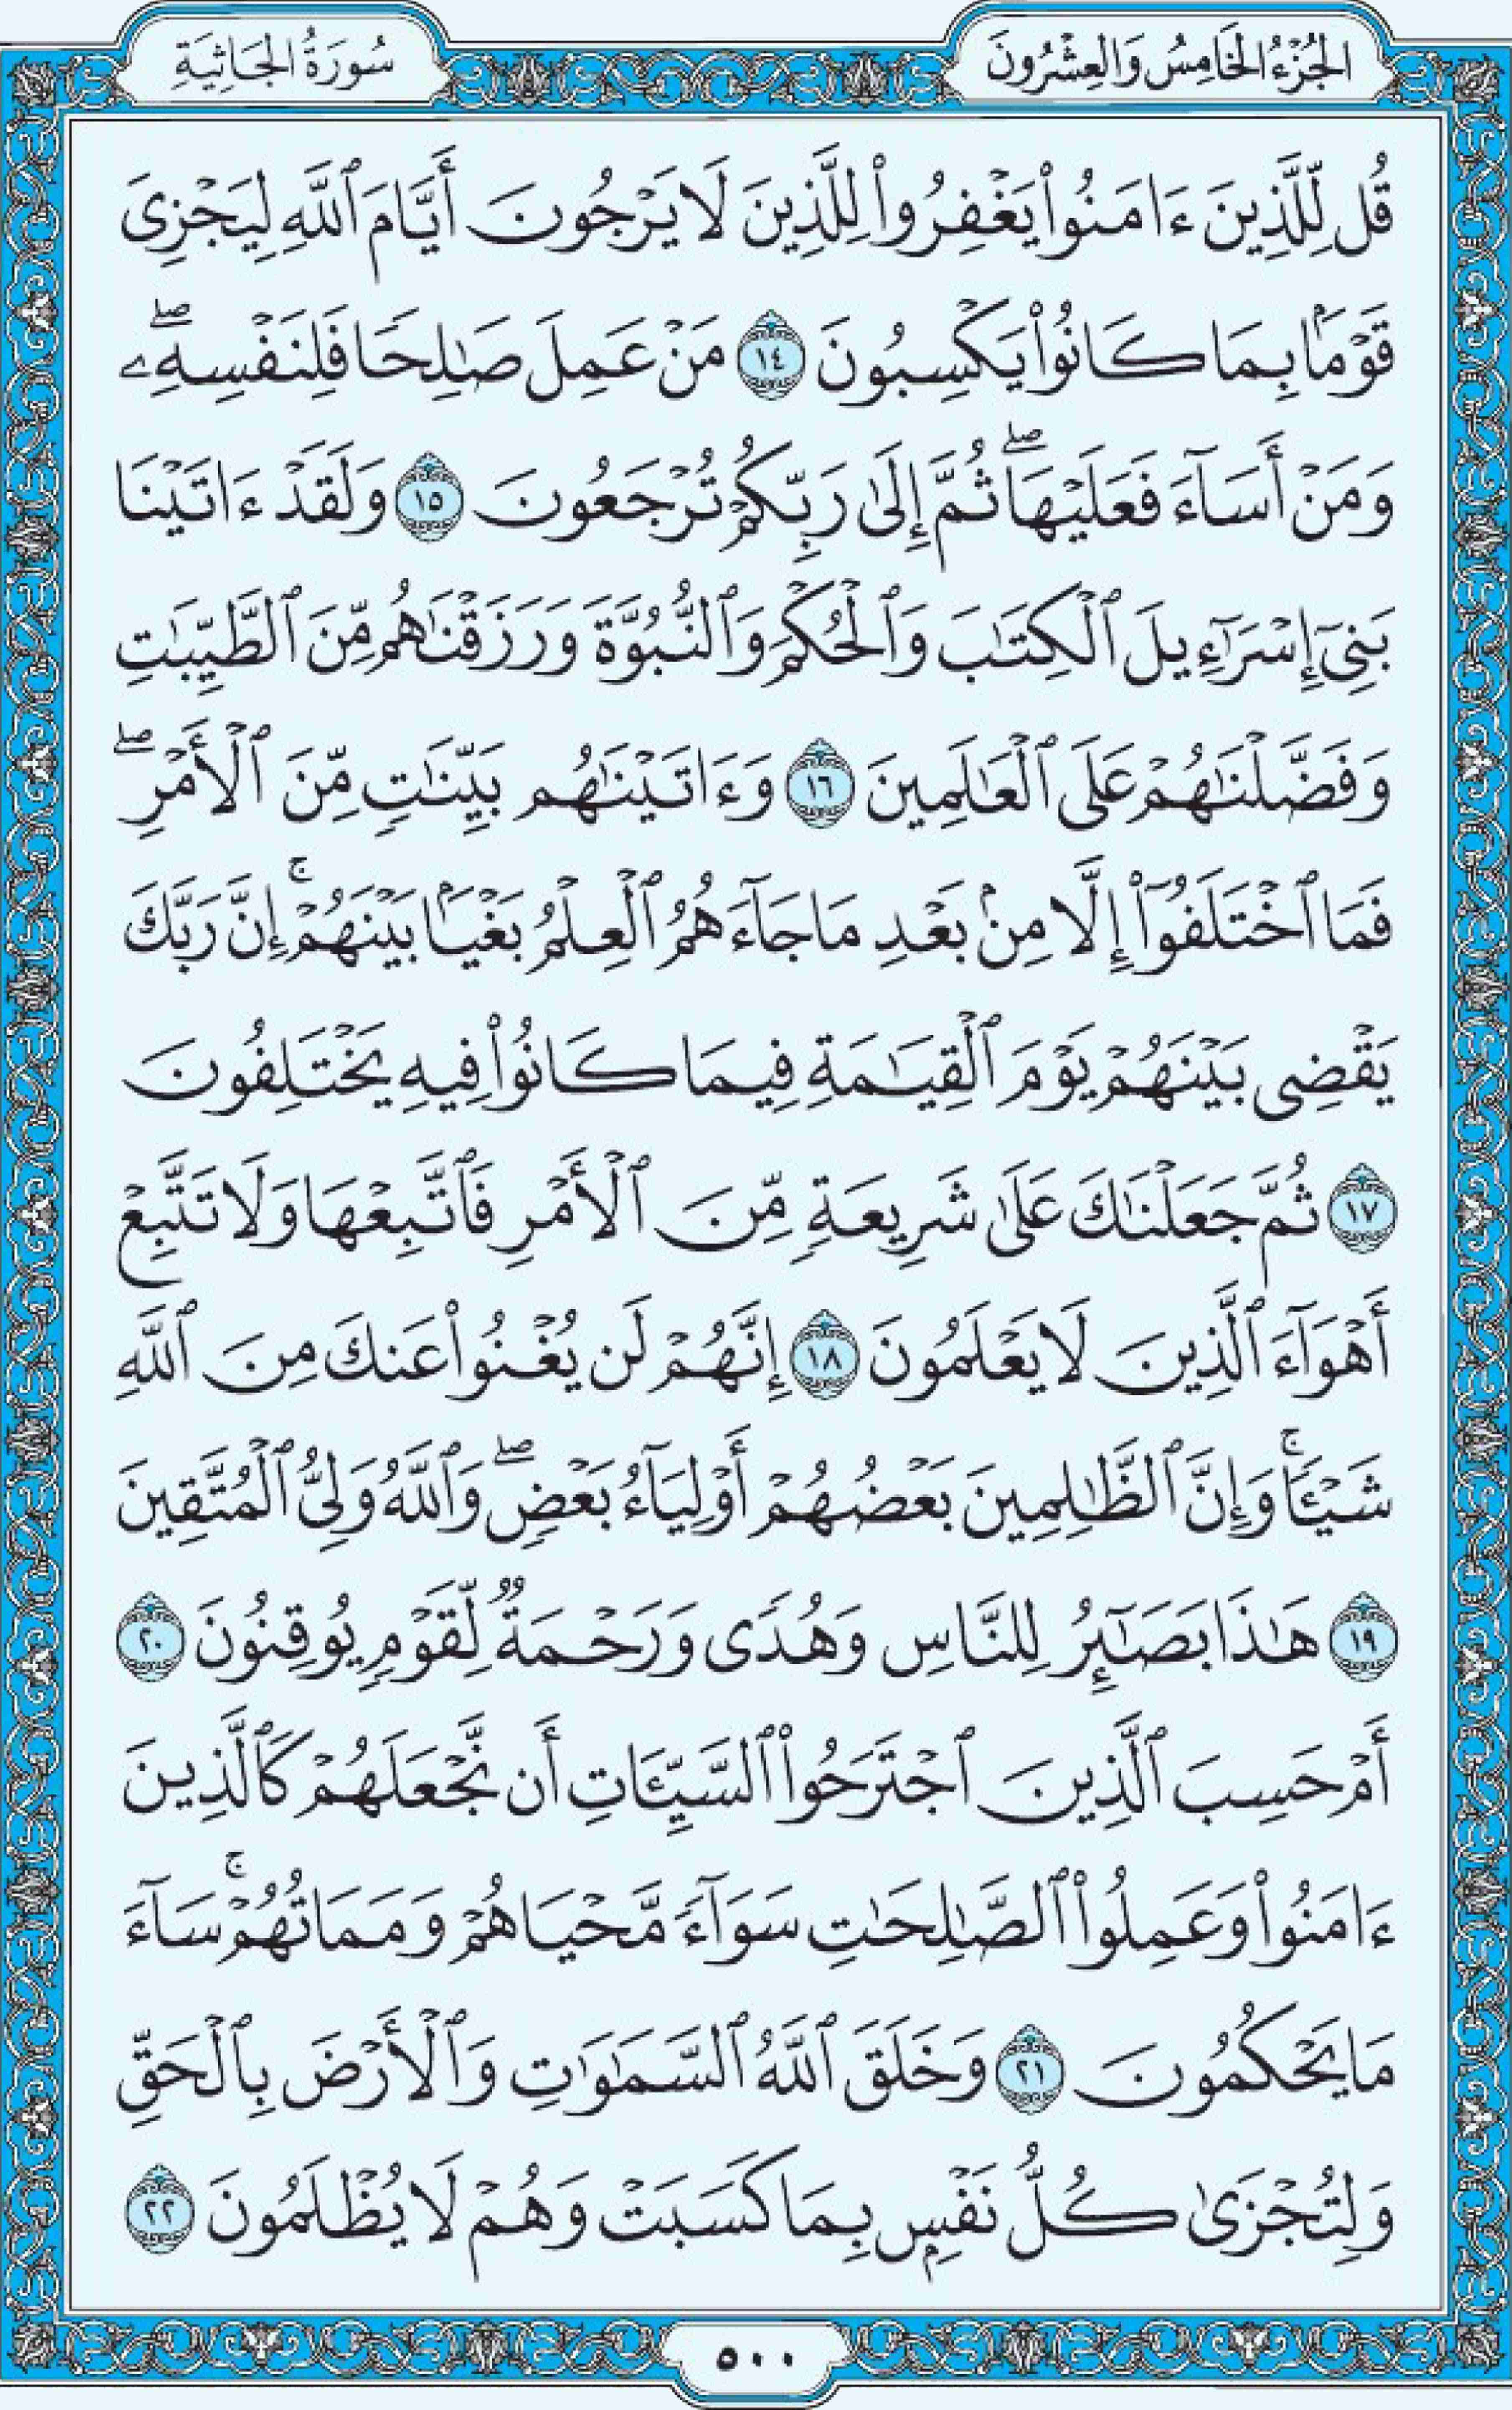 الجُزْءُ الخَامِسُ وَالعِشْرُونَ
سُورَةُ الجَاثِيَةِ
قُل لِّلَّذِينَ ءَامَنُوا۟ يَغْفِرُوا۟ لِلَّذِينَ لَا يَرْجُونَ أَيَّامَ ٱللَّهِ لِيَجْزِىَ
قَوْمًۢا بِمَا كَانُوا۟ يَكْسِبُونَ ١٤ مَنْ عَمِلَ صَـٰلِحًا فَلِنَفْسِهِۦ ۖ
وَمَنْ أَسَآءَ فَعَلَيْهَا ۖ ثُمَّ إِلَىٰ رَبِّكُمْ تُرْجَعُونَ ١٥ وَلَقَدْ ءَاتَيْنَا
بَنِىٓ إِسْرَٰٓءِيلَ ٱلْكِتَـٰبَ وَٱلْحُكْمَ وَٱلنُّبُوَّةَ وَرَزَقْنَـٰهُم مِّنَ ٱلطَّيِّبَـٰتِ
وَفَضَّلْنَـٰهُمْ عَلَى ٱلْعَـٰلَمِينَ ١٦ وَءَاتَيْنَـٰهُم بَيِّنَـٰتٍ مِّنَ ٱلْأَمْرِ ۖ
فَمَا ٱخْتَلَفُوٓا۟ إِلَّا مِنۢ بَعْدِ مَا جَآءَهُمُ ٱلْعِلْمُ بَغْيًۢا بَيْنَهُمْ ۚ إِنَّ رَبَّكَ
يَقْضِى بَيْنَهُمْ يَوْمَ ٱلْقِيَـٰمَةِ فِيمَا كَانُوا۟ فِيهِ يَخْتَلِفُونَ
١٧ ثُمَّ جَعَلْنَـٰكَ عَلَىٰ شَرِيعَةٍ مِّنَ ٱلْأَمْرِ فَٱتَّبِعْهَا وَلَا تَتَّبِعْ
أَهْوَآءَ ٱلَّذِينَ لَا يَعْلَمُونَ ١٨ إِنَّهُمْ لَن يُغْنُوا۟ عَنكَ مِنَ ٱللَّهِ
شَيْـًٔا ۚ وَإِنَّ ٱلظَّـٰلِمِينَ بَعْضُهُمْ أَوْلِيَآءُ بَعْضٍ ۖ وَٱللَّهُ وَلِىُّ ٱلْمُتَّقِينَ
١٩ هَـٰذَا بَصَـٰٓئِرُ لِلنَّاسِ وَهُدًى وَرَحْمَةٌ لِّقَوْمٍ يُوقِنُونَ ٢٠
أَمْ حَسِبَ ٱلَّذِينَ ٱجْتَرَحُوا۟ ٱلسَّيِّـَٔاتِ أَن نَّجْعَلَهُمْ كَٱلَّذِينَ
ءَامَنُوا۟ وَعَمِلُوا۟ ٱلصَّـٰلِحَـٰتِ سَوَآءً مَّحْيَاهُمْ وَمَمَاتُهُمْ ۚ سَآءَ
مَا يَحْكُمُونَ ٢١ وَخَلَقَ ٱللَّهُ ٱلسَّمَـٰوَٰتِ وَٱلْأَرْضَ بِٱلْحَقِّ
وَلِتُجْزَىٰ كُلُّ نَفْسٍۭ بِمَا كَسَبَتْ وَهُمْ لَا يُظْلَمُونَ ٢٢
٥٠٠